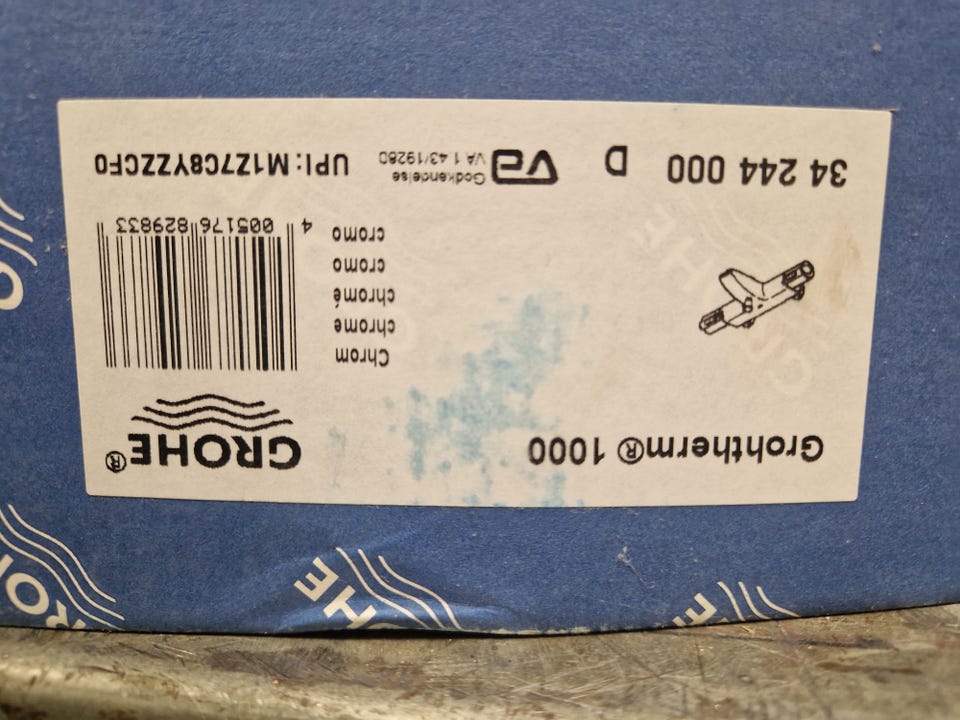 GROHE®
Grohtherm® 1000
Chrom
chrome
chromé
cromo
cromo
4 005176 829833
34 244 000 D
VA
Godkendelse
VA 1.43/19280
UPI: M1Z7C8YZZCF0
GROHE
GROHE